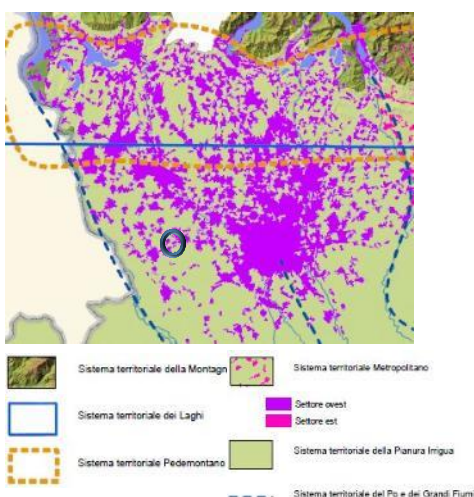 Sistema territoriale della Montagn
Sistema territoriale Metropolitano
Settore ovest
Settore est
Sistema territoriale dei Laghi
Sistema territoriale Pedemontano
Sistema territoriale della Pianura Irrigua
Sistema territoriale del Po e dei Grandi Fium